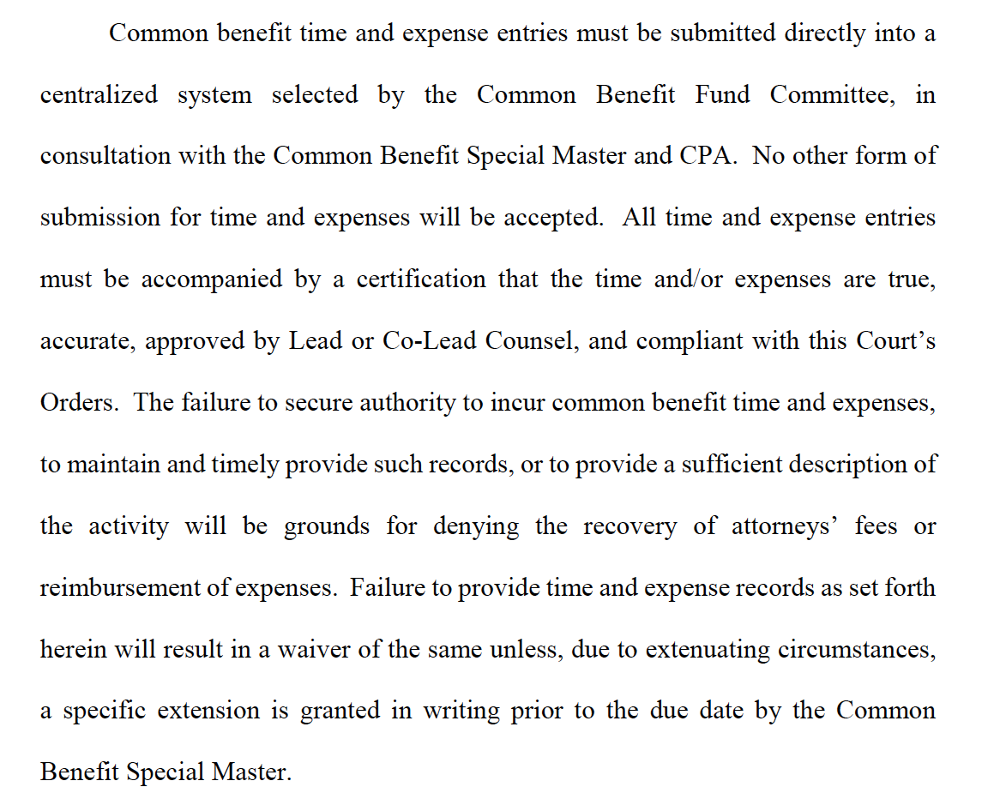 Common benefit time and expense entries must be submitted directly into a
centralized system selected by the Common Benefit Fund Committee, in
consultation with the Common Benefit Special Master and CPA.  No other form of
submission for time and expenses will be accepted.  All time and expense entries
must be accompanied by a certification that the time and/or expenses are true,
accurate, approved by Lead or Co-Lead Counsel, and compliant with this Court’s
Orders.  The failure to secure authority to incur common benefit time and expenses,
to maintain and timely provide such records, or to provide a sufficient description of
the activity will be grounds for denying the recovery of attorneys’ fees or
reimbursement of expenses.  Failure to provide time and expense records as set forth
herein will result in a waiver of the same unless, due to extenuating circumstances,
a specific extension is granted in writing prior to the due date by the Common
Benefit Special Master.